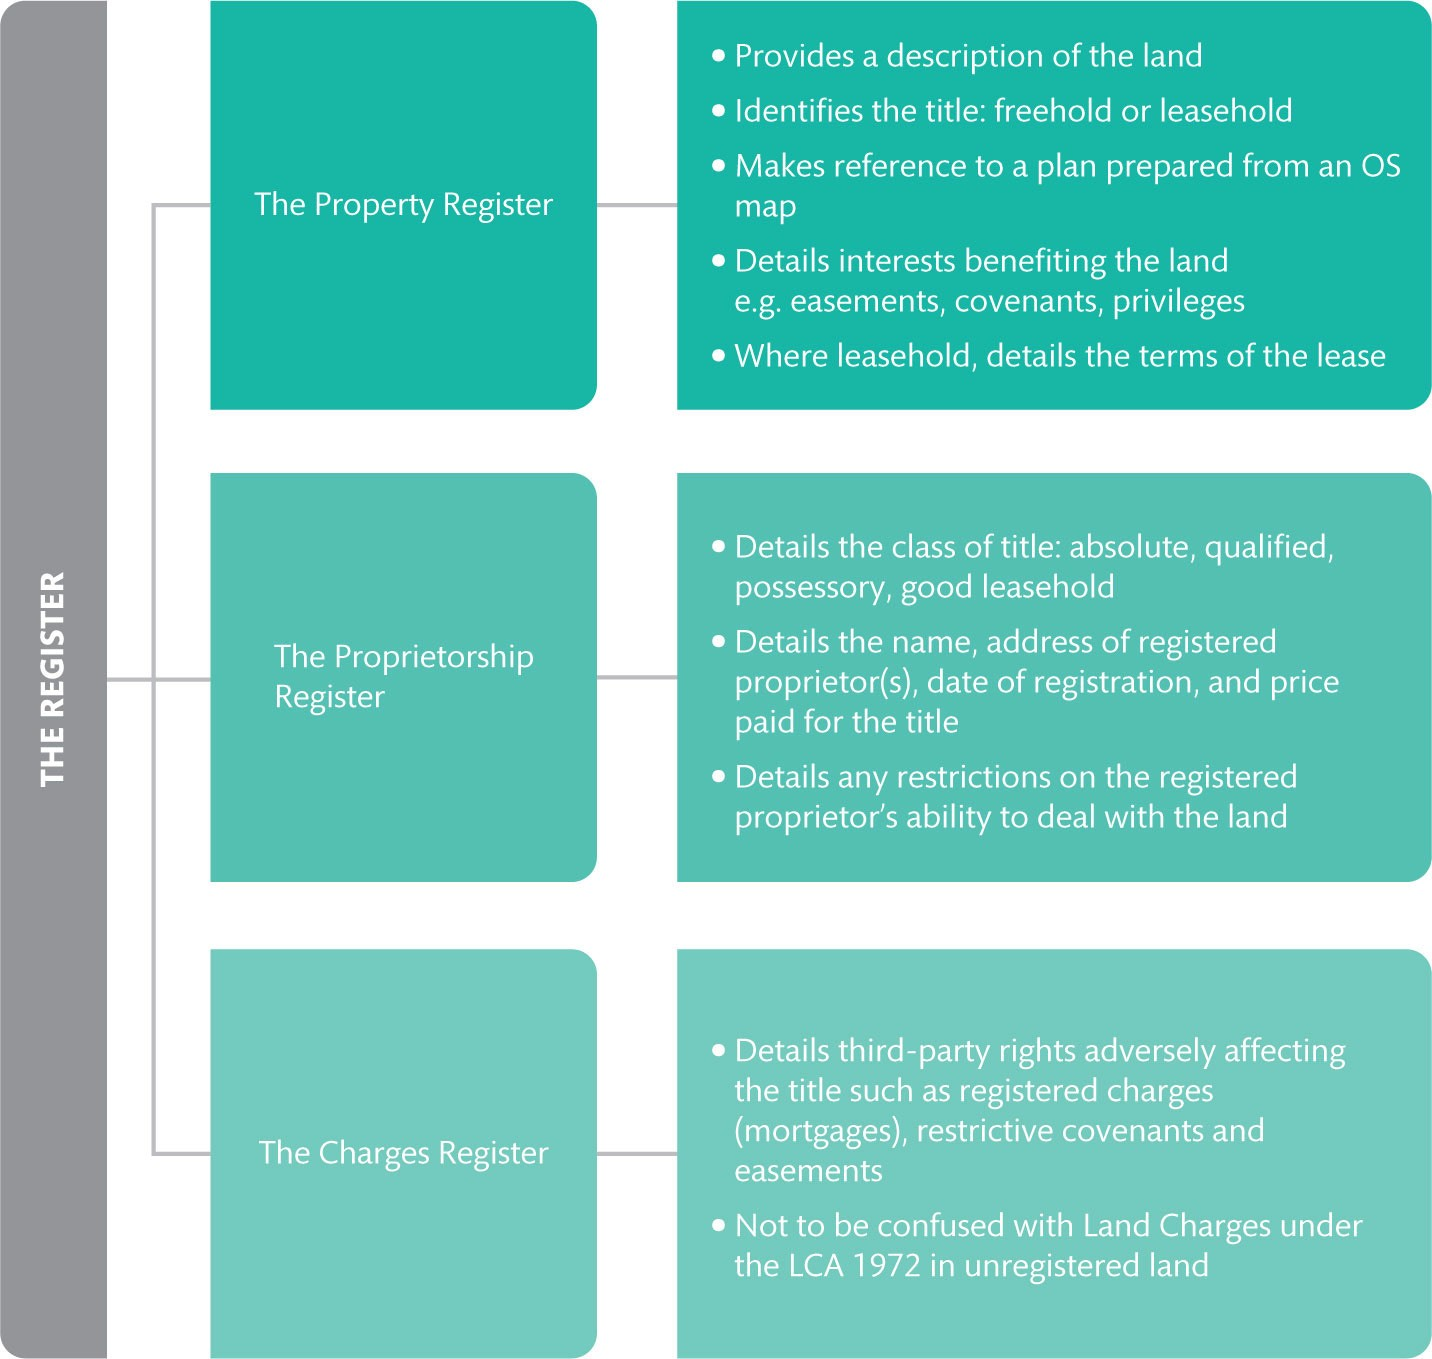 THE REGISTER
The Property Register
• Provides a description of the land
• Identifies the title: freehold or leasehold
• Makes reference to a plan prepared from an OS
map
• Details interests benefiting the land
e.g. easements, covenants, privileges
• Where leasehold, details the terms of the lease
The Proprietorship
Register
• Details the class of title: absolute, qualified,
possessory, good leasehold
• Details the name, address of registered
proprietor(s), date of registration, and price
paid for the title
• Details any restrictions on the registered
proprietor’s ability to deal with the land
The Charges Register
• Details third-party rights adversely affecting
the title such as registered charges
(mortgages), restrictive covenants and
easements
• Not to be confused with Land Charges under
the LCA 1972 in unregistered land